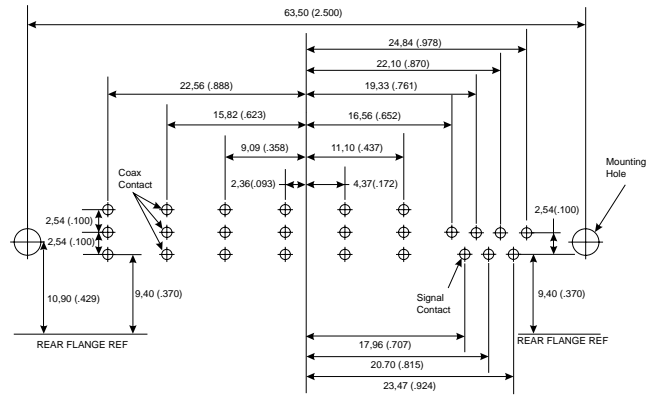 63,50 (2.500)
24,84 (.978)
22,10 (.870)
22,56 (.888)
19,33 (.761)
15,82 (.623)
16,56 (.652)
9,09 (.358)
11,10 (.437)
Coax
Contact
2,36(.093)
4,37(.172)
Mounting
Hole
2,54 (.100)
2,54(.100)
2,54 (.100)
10,90 (.429)
9,40 (.370)
Signal
Contact
9,40 (.370)
REAR FLANGE REF
17,96 (.707)
REAR FLANGE REF
20.70 (.815)
23,47 (.924)